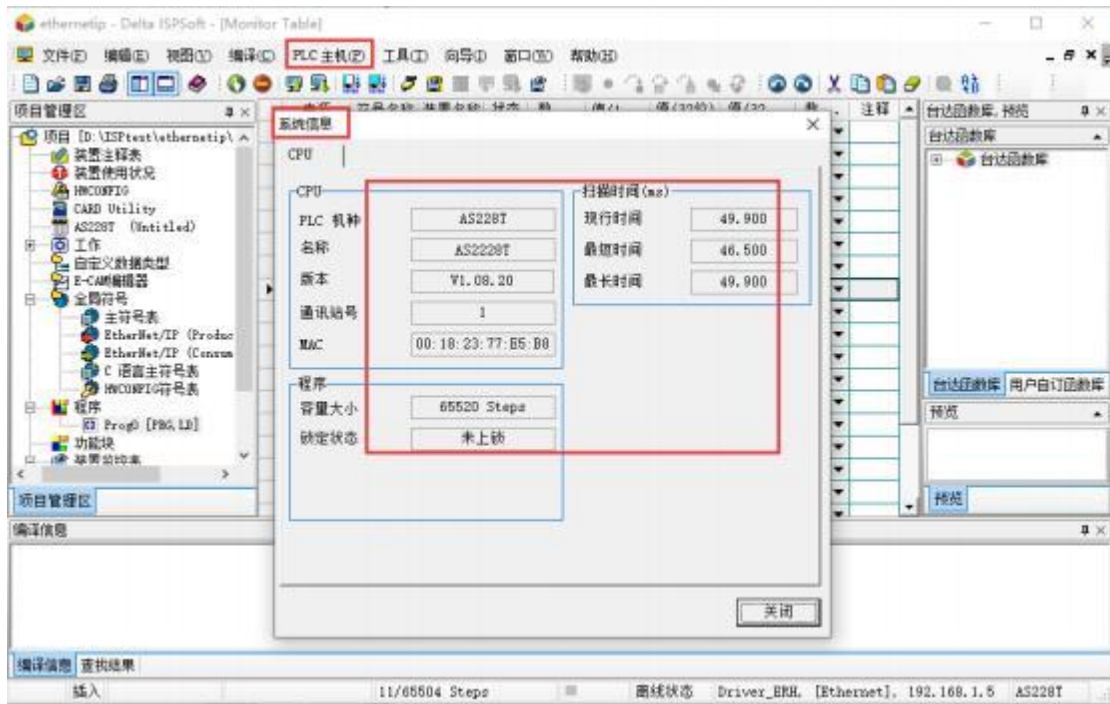 ethernetip - Delta ISPSoft - [Monitor Table]
文件(F) 编辑(E) 视图(V) 编译(C) PLC 主机(P) 工具(T) 向导(I) 窗口(W) 帮助(H)
项目管理区
项目 [D:\ISPtest\ethernetip\
装置注释表
装置使用状况
HWCONFIG
CARD Utility
AS228T (Untitled)
工作
自定义数据类型
E-CAM编辑器
全局符号
主符号表
EtherNet/IP (Produc
EtherNet/IP (Consum
C 语言主符号表
HWCONFIG符号表
程序
Prog0 [PRG,LD]
功能块
装置监控表
项目管理区
注释
系统信息
CPU
CPU
PLC 机种 AS228T
名称 AS2228T
版本 V1.08.20
通讯站号 1
MAC 00:18:23:77:E5:B8
程序
容量大小 65520 Steps
锁定状态 未上锁
扫描时间(ms)
现行时间 49.900
最短时间 46.500
最长时间 49.900
关闭
台达函数库,预览
台达函数库
台达函数库
台达函数库 用户自订函数库
预览
预览
编译信息
编译信息 查找结果
插入 11/65504 Steps 离线状态 Driver_ERH, [Ethernet], 192.168.1.5 AS228T